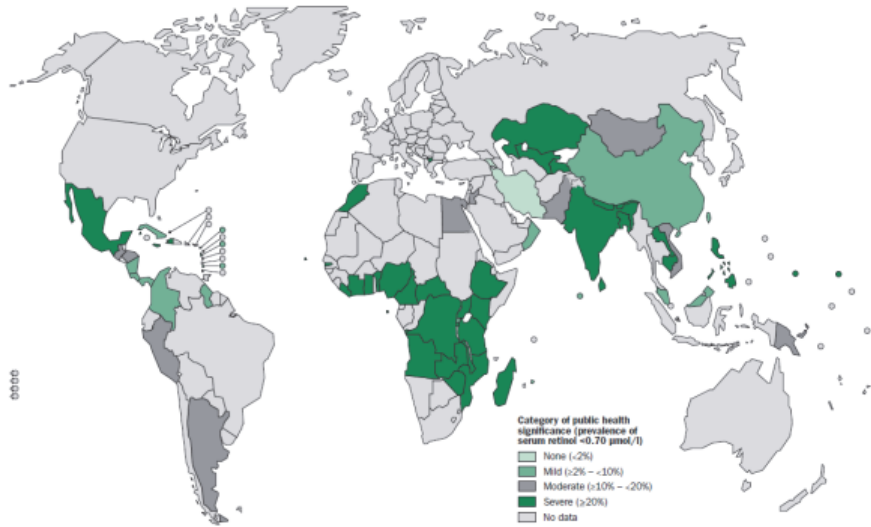 Category of public health
significance (prevalence of
serum retinol <0.70 µmol/l)
None (<2%)
Mild (≥2% – <10%)
Moderate (≥10% – <20%)
Severe (≥20%)
No data